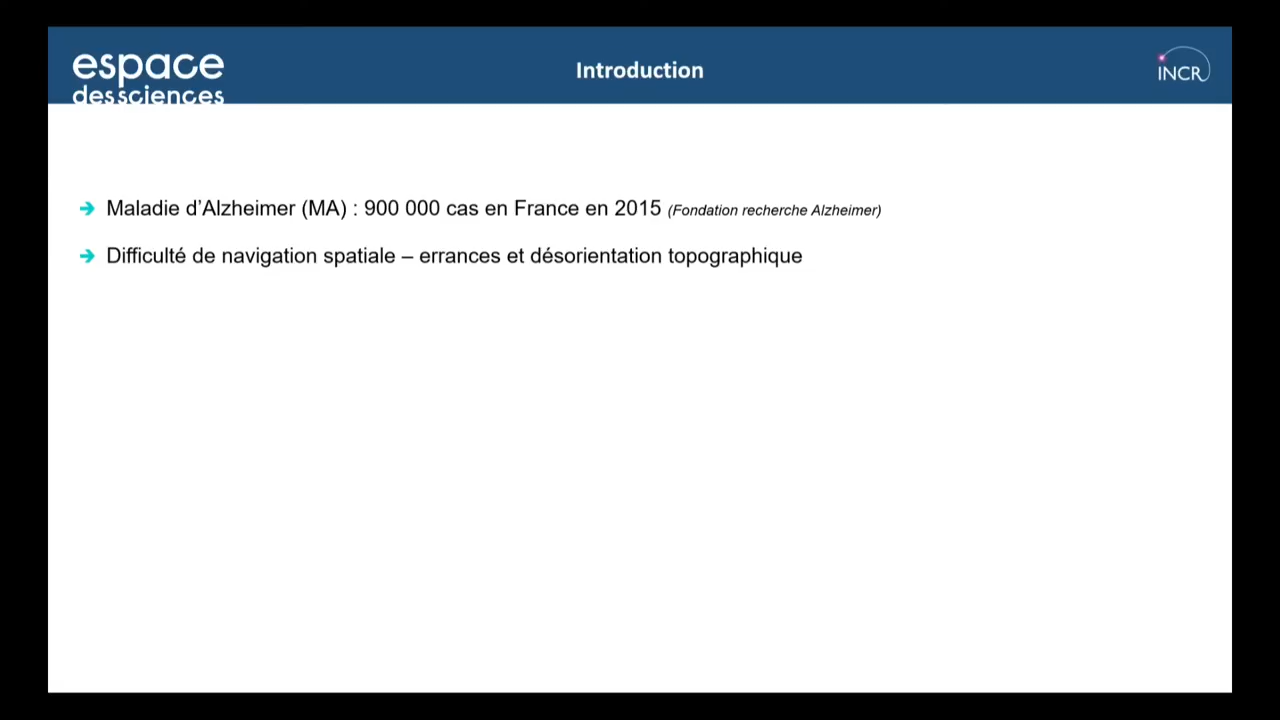 espace
des sciences
Introduction
INCR
Maladie d’Alzheimer (MA) : 900 000 cas en France en 2015 (Fondation recherche Alzheimer)
Difficulté de navigation spatiale – errances et désorientation topographique